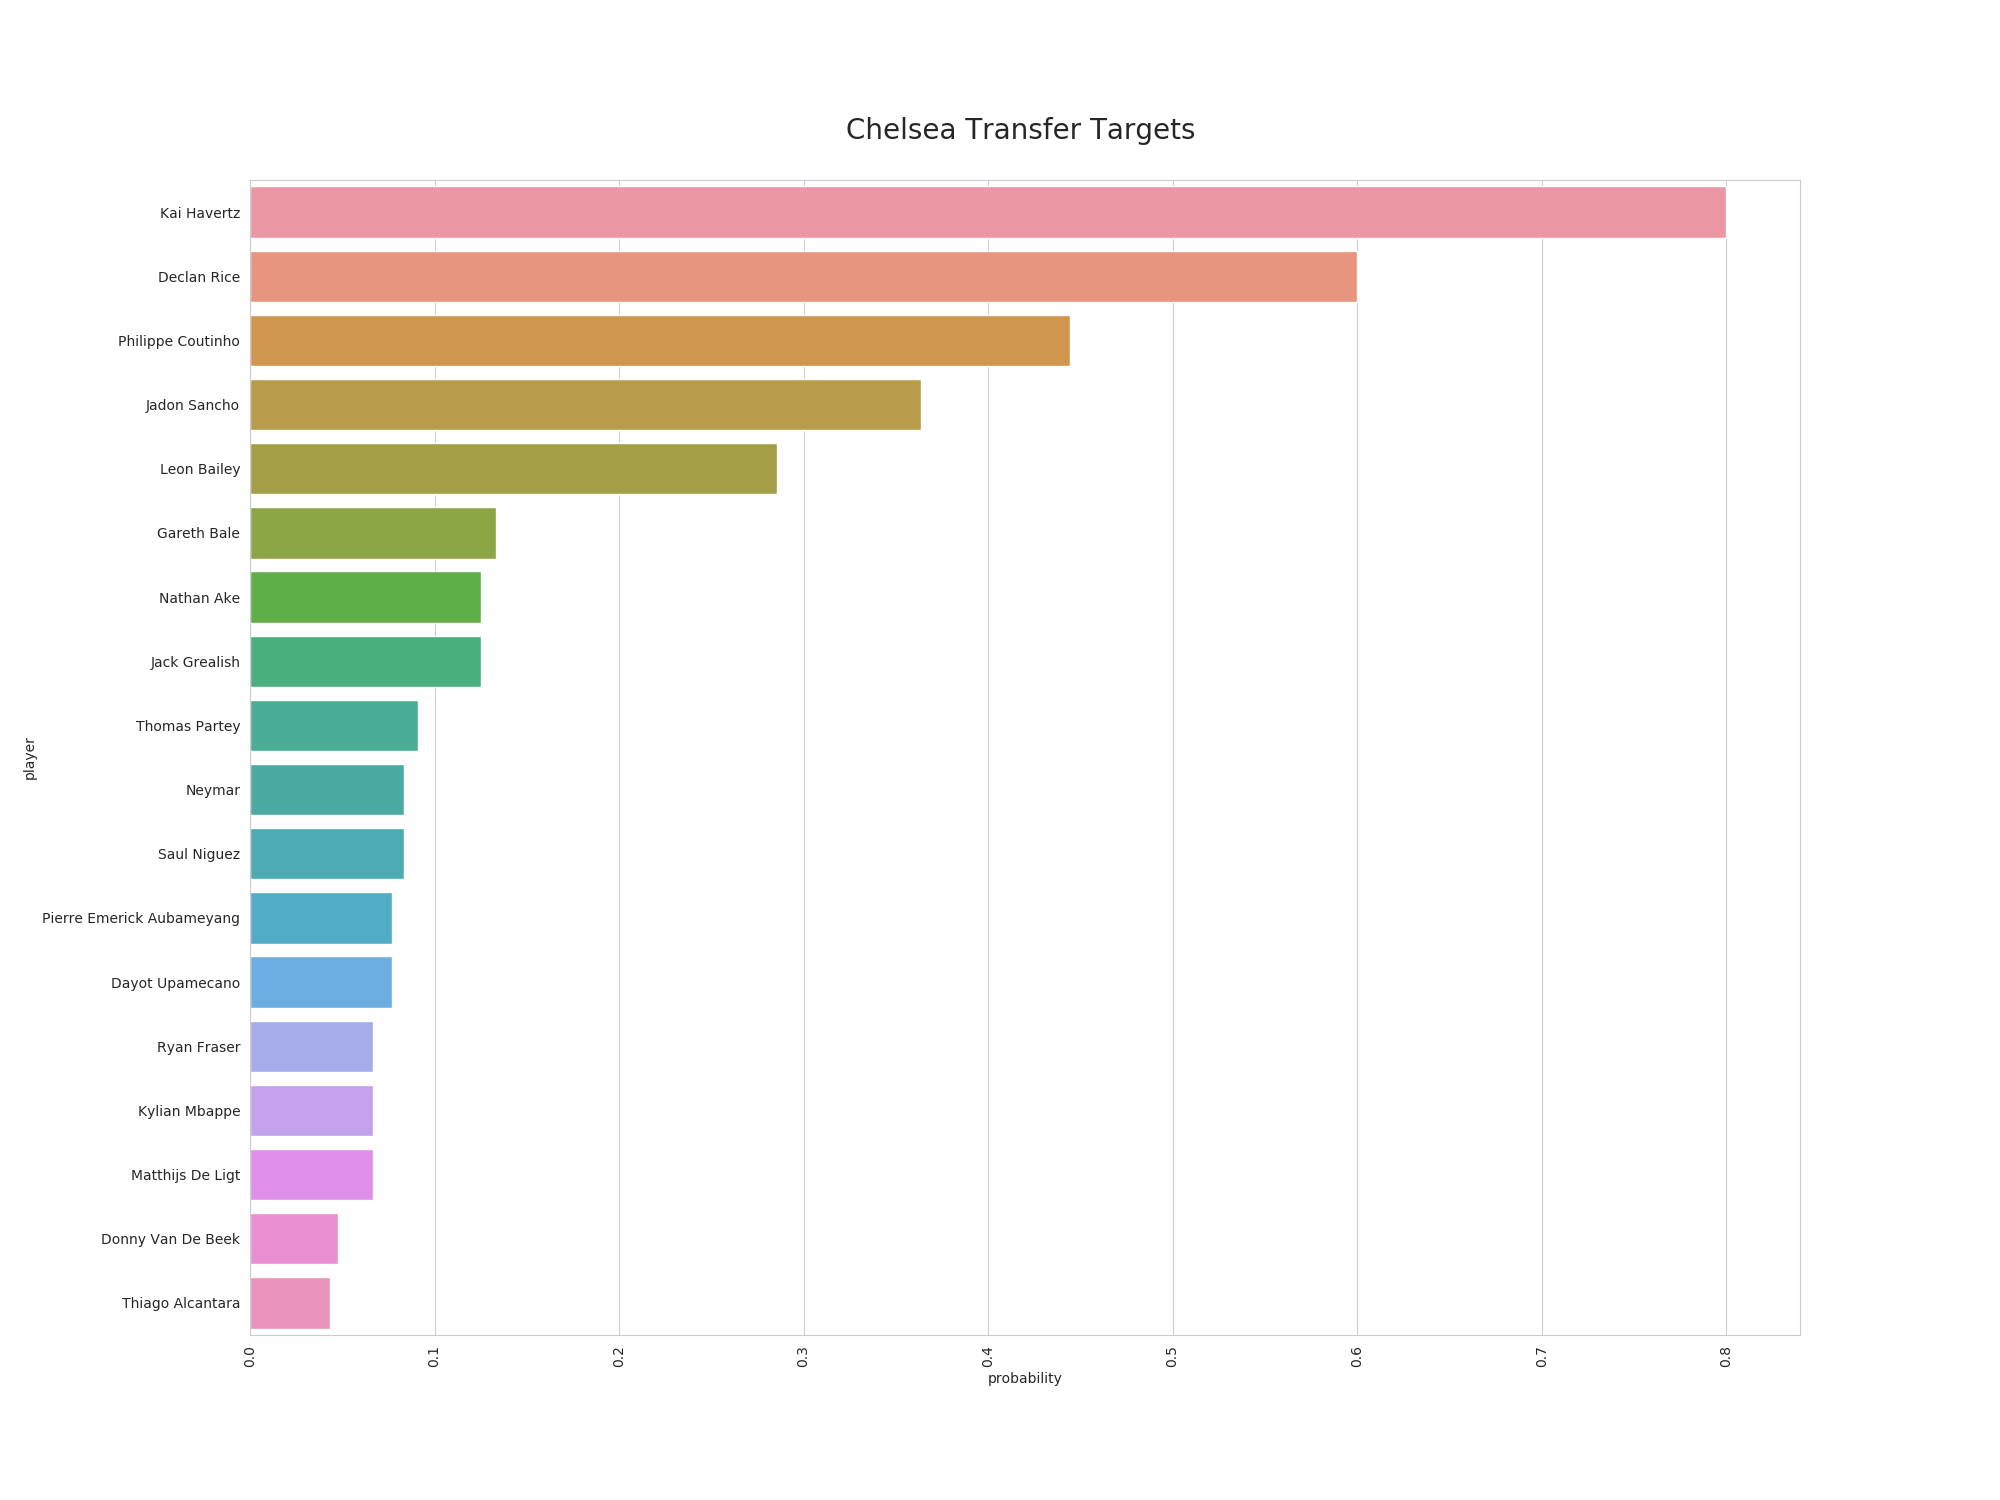 Chelsea Transfer Targets
Kai Havertz
Declan Rice
Philippe Coutinho
Jadon Sancho
Leon Bailey
Gareth Bale
Nathan Ake
Jack Grealish
Thomas Partey
Neymar
Saul Niguez
Pierre Emerick Aubameyang
Dayot Upamecano
Ryan Fraser
Kylian Mbappe
Matthijs De Ligt
Donny Van De Beek
Thiago Alcantara
player
0.0
0.1
0.2
0.3
0.4
0.5
0.6
0.7
0.8
probability